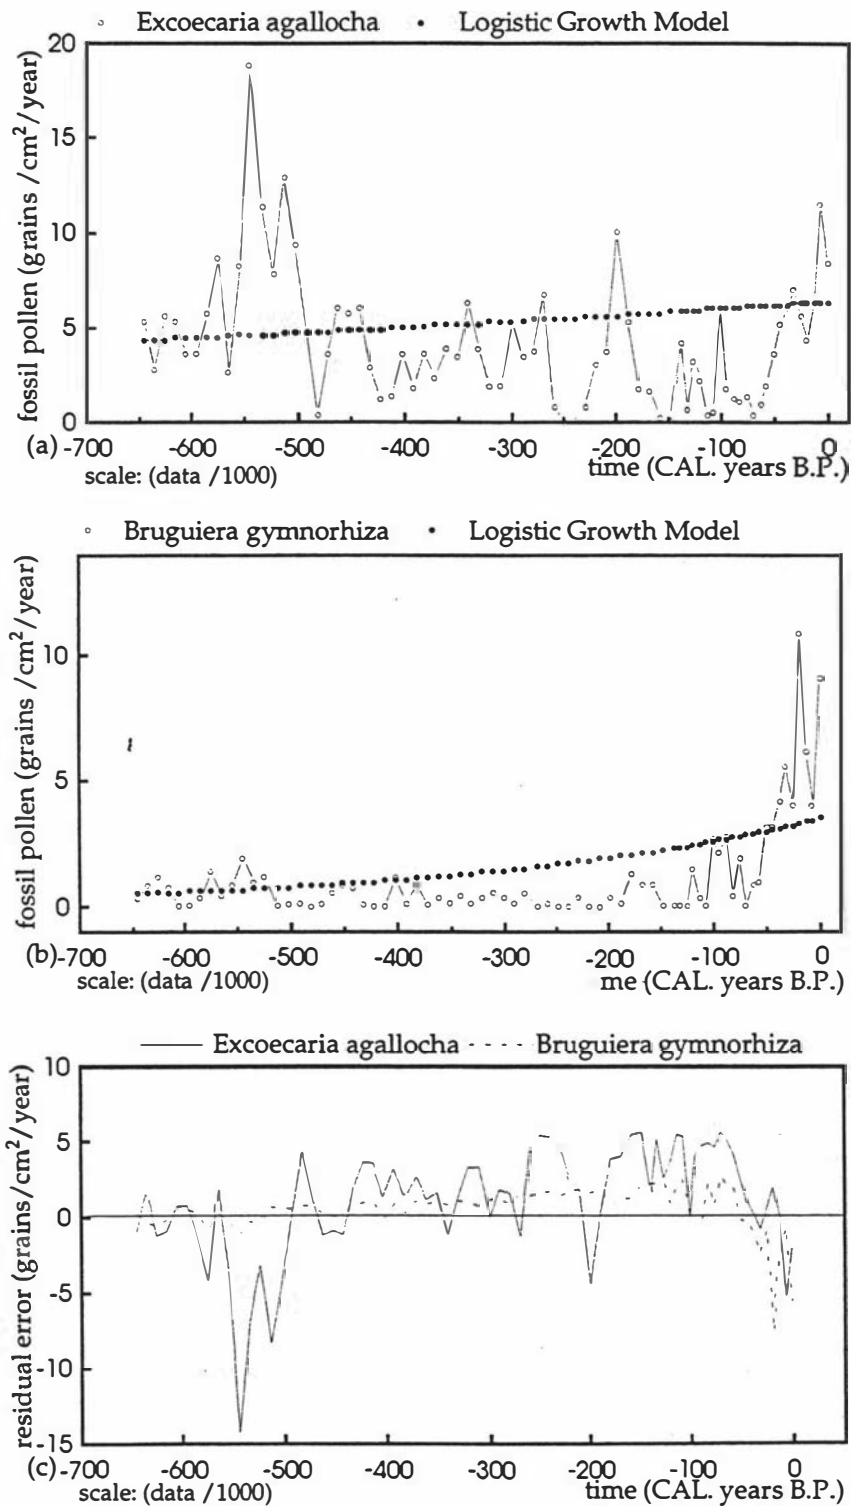 Excoecaria agallocha • Logistic Growth Model
fossil pollen (grains /cm²/year)
20
15
10
5
0
(a) -700 -600 -500 -400 -300 -200 -100 0
scale: (data /1000) time (CAL. years B.P.)
Bruguiera gymnorhiza • Logistic Growth Model
fossil pollen (grains /cm²/year)
10
5
0
(b) -700 -600 -500 -400 -300 -200 -100 0
scale: (data /1000) me (CAL. years B.P.)
Excoecaria agallocha Bruguiera gymnorhiza
residual error (grains/cm²/year)
10
5
0
-5
-10
-15
(c) -700 -600 -500 -400 -300 -200 -100 0
scale: (data /1000) time (CAL. years B.P.)